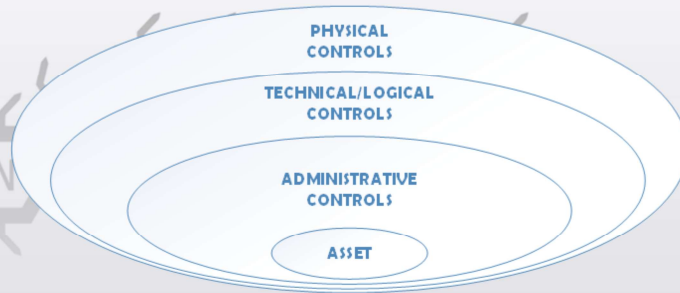 PHYSICAL
CONTROLS
TECHNICAL/LOGICAL
CONTROLS
ADMINISTRATIVE
CONTROLS
ASSET